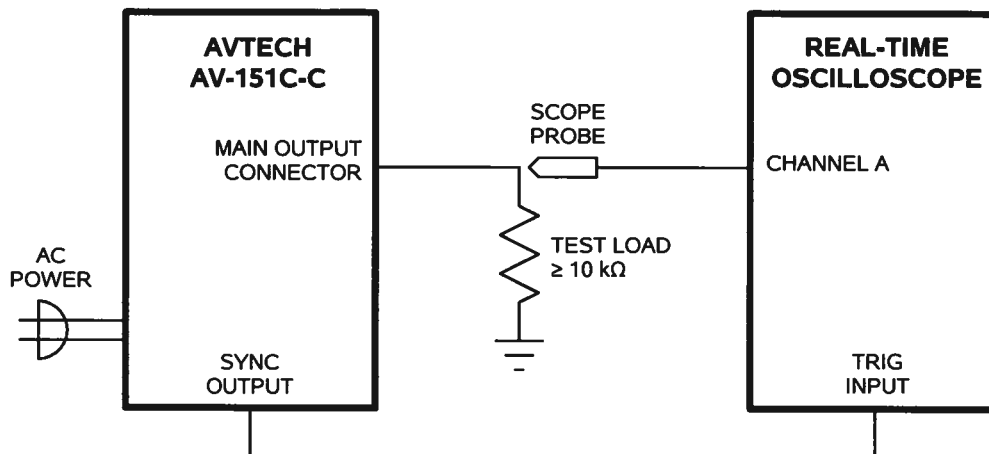 AVTECH
AV-151C-C
REAL-TIME
OSCILLOSCOPE
SCOPE
PROBE
MAIN OUTPUT
CONNECTOR
CHANNEL A
TEST LOAD
≥ 10 kΩ
AC
POWER
SYNC
OUTPUT
TRIG
INPUT